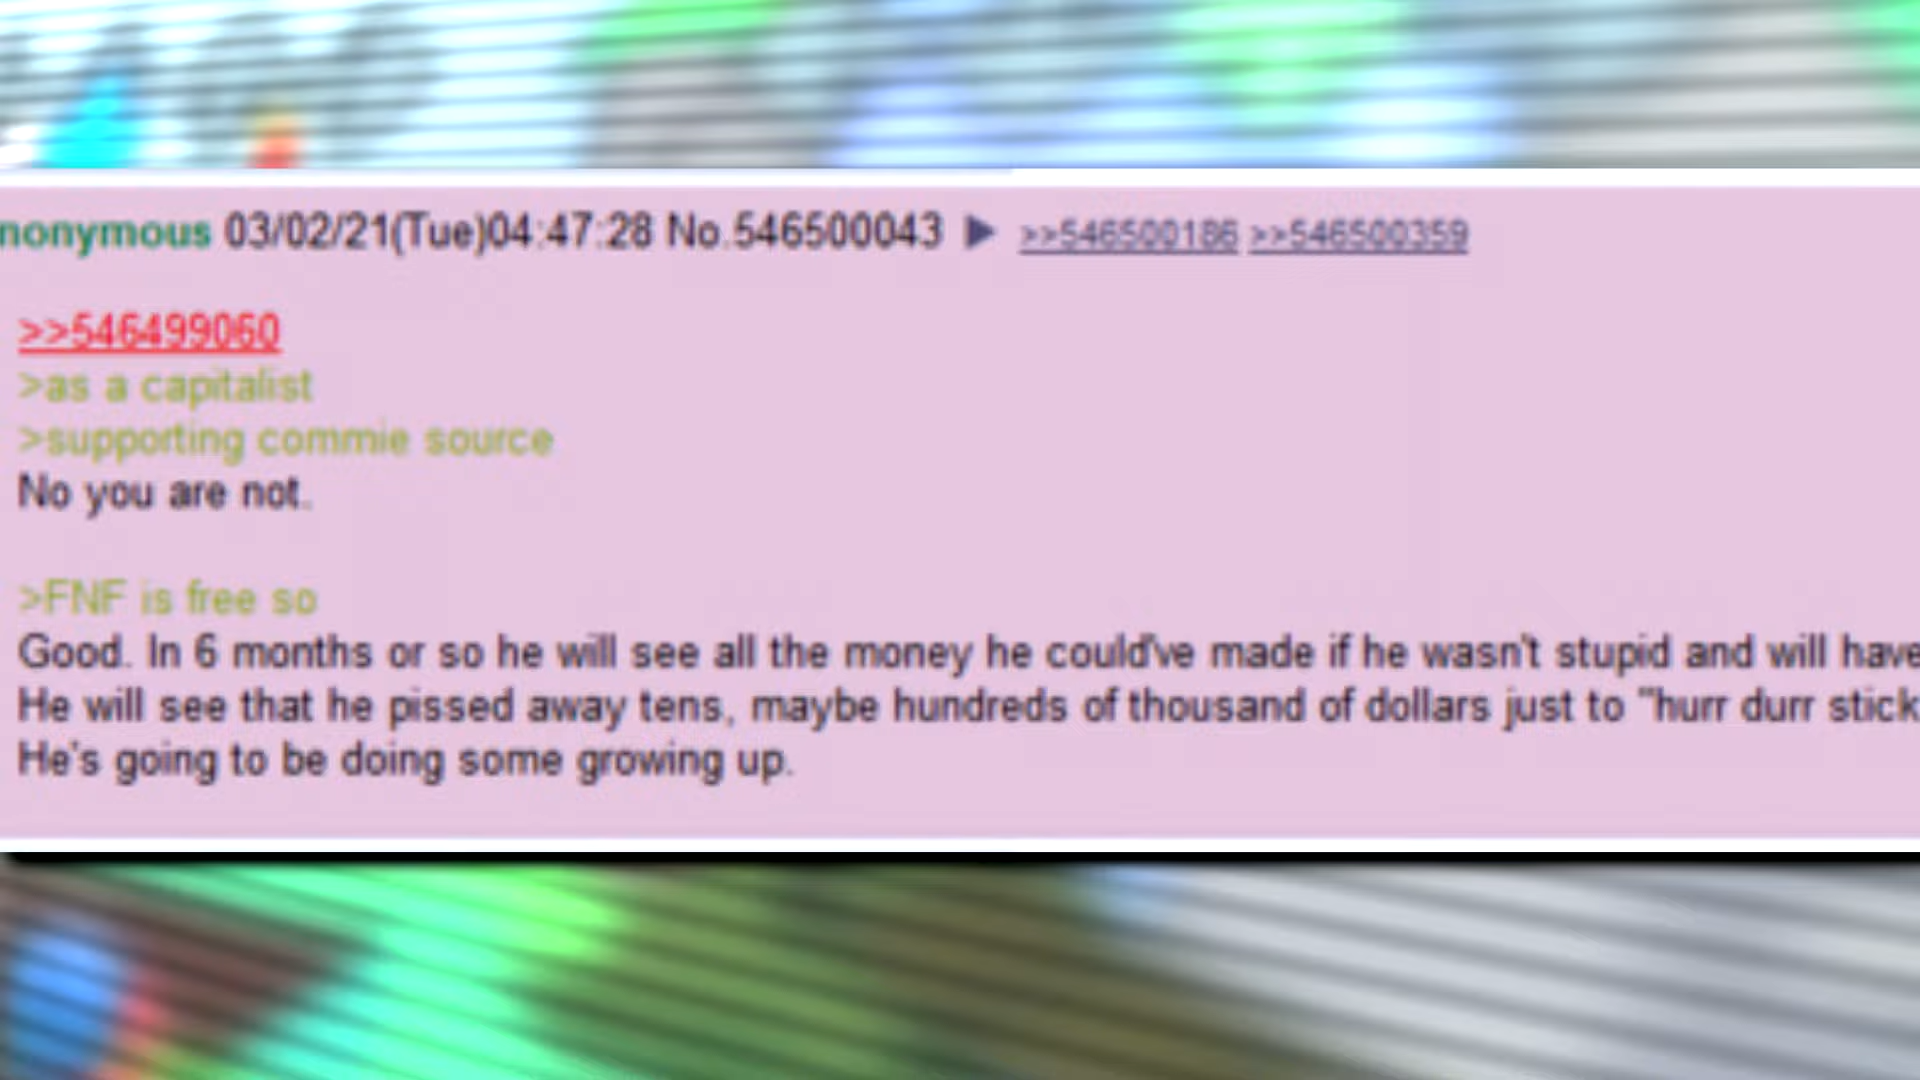 nonymous 03/02/21(Tue)04:47:28 No.546500043 ▶ >>546500186 >>546500359
>>546499060
>as a capitalist
>supporting commie source
No you are not.
>FNF is free so
Good. In 6 months or so he will see all the money he could've made if he wasn't stupid and will have
He will see that he pissed away tens, maybe hundreds of thousand of dollars just to "hurr durr stick
He's going to be doing some growing up.